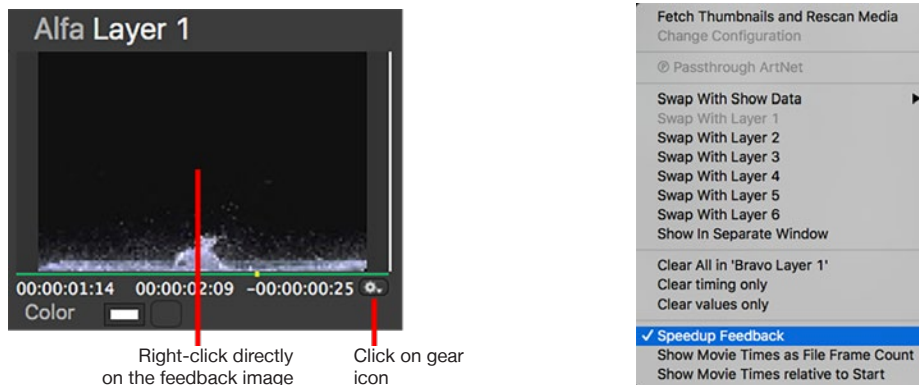 Alfa Layer 1
00:00:01:14 00:00:02:09 -00:00:00:25
Color
Right-click directly
on the feedback image
Click on gear
icon
Fetch Thumbnails and Rescan Media
Change Configuration
℗ Passthrough ArtNet
Swap With Show Data
Swap With Layer 1
Swap With Layer 2
Swap With Layer 3
Swap With Layer 4
Swap With Layer 5
Swap With Layer 6
Show In Separate Window
Clear All in 'Bravo Layer 1'
Clear timing only
Clear values only
✓ Speedup Feedback
Show Movie Times as File Frame Count
Show Movie Times relative to Start